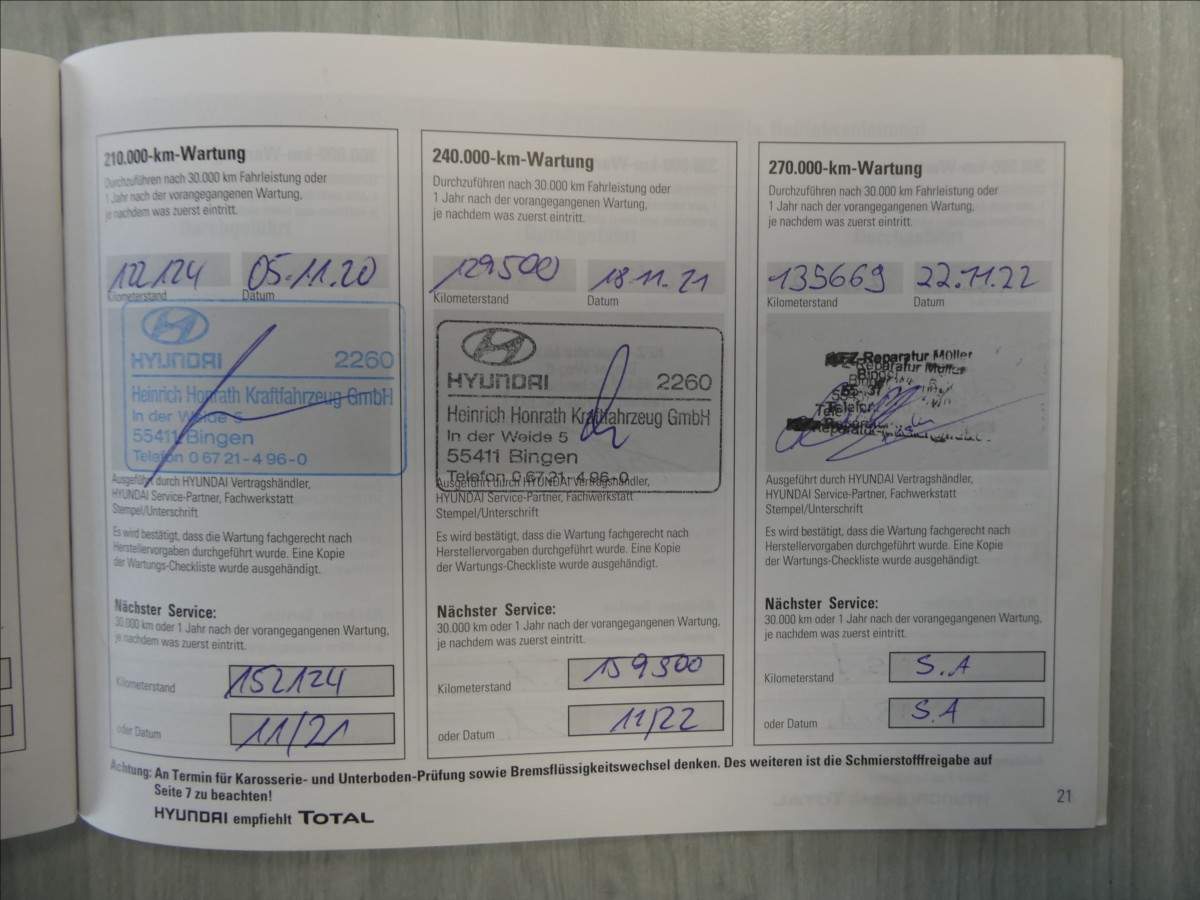 210.000-km-Wartung
Durchzuführen nach 30.000 km Fahrleistung oder
1 Jahr nach der vorangegangenen Wartung,
je nachdem was zuerst eintritt.
122124 05.11.20
Kilometerstand Datum
HYUNDAI 2260
Heinrich Honrath Kraftfahrzeug GmbH
In der Weide 5
55411 Bingen
Telefon 0 67 21 - 4 96 - 0
Ausgeführt durch HYUNDAI Vertragshändler,
HYUNDAI Service-Partner, Fachwerkstatt
Stempel/Unterschrift
Es wird bestätigt, dass die Wartung fachgerecht nach
Herstellervorgaben durchgeführt wurde. Eine Kopie
der Wartungs-Checkliste wurde ausgehändigt.
Nächster Service:
30.000 km oder 1 Jahr nach der vorangegangenen Wartung,
je nachdem was zuerst eintritt.
Kilometerstand 152124
oder Datum 11/21
240.000-km-Wartung
Durchzuführen nach 30.000 km Fahrleistung oder
1 Jahr nach der vorangegangenen Wartung,
je nachdem was zuerst eintritt.
129500 18.11.21
Kilometerstand Datum
HYUNDAI 2260
Heinrich Honrath Kraftfahrzeug GmbH
In der Weide 5
55411 Bingen
Telefon 0 67 21 - 4 96 - 0
Ausgeführt durch HYUNDAI Vertragshändler,
HYUNDAI Service-Partner, Fachwerkstatt
Stempel/Unterschrift
Es wird bestätigt, dass die Wartung fachgerecht nach
Herstellervorgaben durchgeführt wurde. Eine Kopie
der Wartungs-Checkliste wurde ausgehändigt.
Nächster Service:
30.000 km oder 1 Jahr nach der vorangegangenen Wartung,
je nachdem was zuerst eintritt.
Kilometerstand 159500
oder Datum 11/22
270.000-km-Wartung
Durchzuführen nach 30.000 km Fahrleistung oder
1 Jahr nach der vorangegangenen Wartung,
je nachdem was zuerst eintritt.
135669 22.11.22
Kilometerstand Datum
KFZ-Reparatur Müller
Reparatur Müller
Telefon
Ausgeführt durch HYUNDAI Vertragshändler,
HYUNDAI Service-Partner, Fachwerkstatt
Stempel/Unterschrift
Es wird bestätigt, dass die Wartung fachgerecht nach
Herstellervorgaben durchgeführt wurde. Eine Kopie
der Wartungs-Checkliste wurde ausgehändigt.
Nächster Service:
30.000 km oder 1 Jahr nach der vorangegangenen Wartung,
je nachdem was zuerst eintritt.
Kilometerstand S.A
oder Datum S.A
Achtung: An Termin für Karosserie- und Unterboden-Prüfung sowie Bremsflüssigkeitswechsel denken. Des weiteren ist die Schmierstofffreigabe auf
Seite 7 zu beachten!
HYUNDAI empfiehlt TOTAL
21